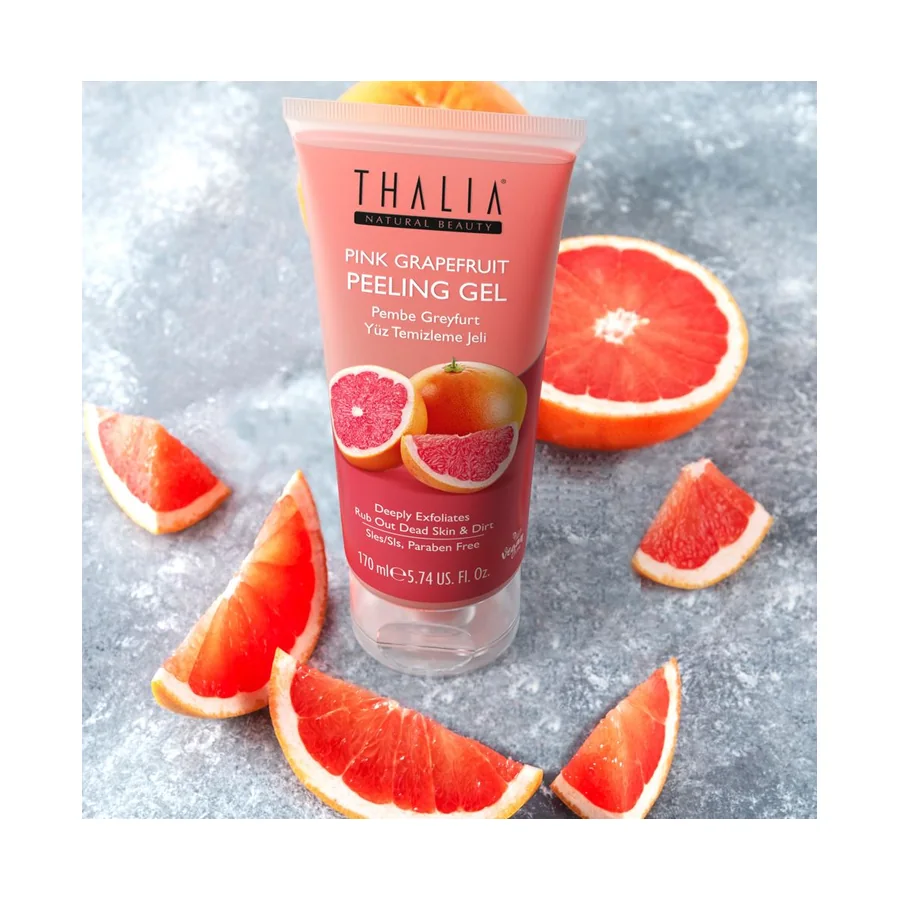 THALIA®
NATURAL BEAUTY
PINK GRAPEFRUIT
PEELING GEL
Pembe Greyfurt
Yüz Temizleme Jeli
Deeply Exfoliates
Rub Out Dead Skin & Dirt
Sles/Sls, Paraben Free
Vegan
170 ml ℮ 5.74 US. Fl. Oz.